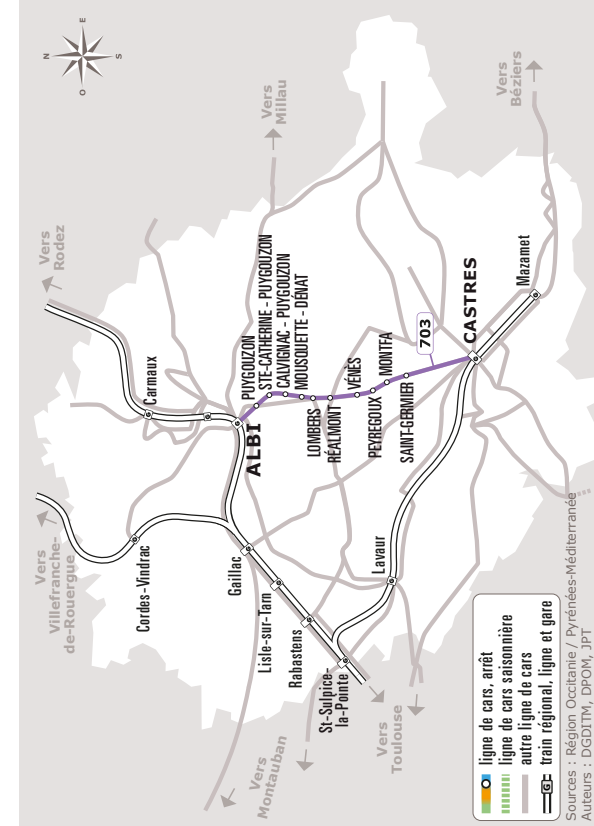 N
E
S
O
Vers
Rodez
Vers
Millau
Vers
Béziers
Vers
Villefranche-
de-Rouergue
Carmaux
Cordes-Vindrac
ALBI
PUYGOUZON
STE-CATHERINE - PUYGOUZON
CALVIGNAC - PUYGOUZON
MOUSQUETTE - DÉNAT
LOMBERS
RÉALMONT
VÉNÈS
PEYREGOUX
MONTFA
SAINT-GERMIER
703
CASTRES
Mazamet
Gaillac
Lisle-sur-Tarn
Rabastens
St-Sulpice-
la-Pointe
Lavaur
Vers
Montauban
Vers
Toulouse
ligne de cars, arrêt
ligne de cars saisonnière
autre ligne de cars
G train régional, ligne et gare
Sources : Région Occitanie / Pyrénées-Méditerranée
Auteurs : DGDITM, DPOM, JPT